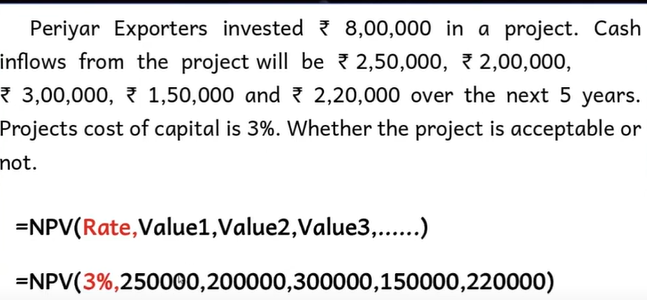 Periyar Exporters invested ₹ 8,00,000 in a project. Cash
inflows from the project will be ₹ 2,50,000, ₹ 2,00,000,
₹ 3,00,000, ₹ 1,50,000 and ₹ 2,20,000 over the next 5 years.
Projects cost of capital is 3%. Whether the project is acceptable or
not.
=NPV(Rate,Value1,Value2,Value3,......)
=NPV(3%,250000,200000,300000,150000,220000)